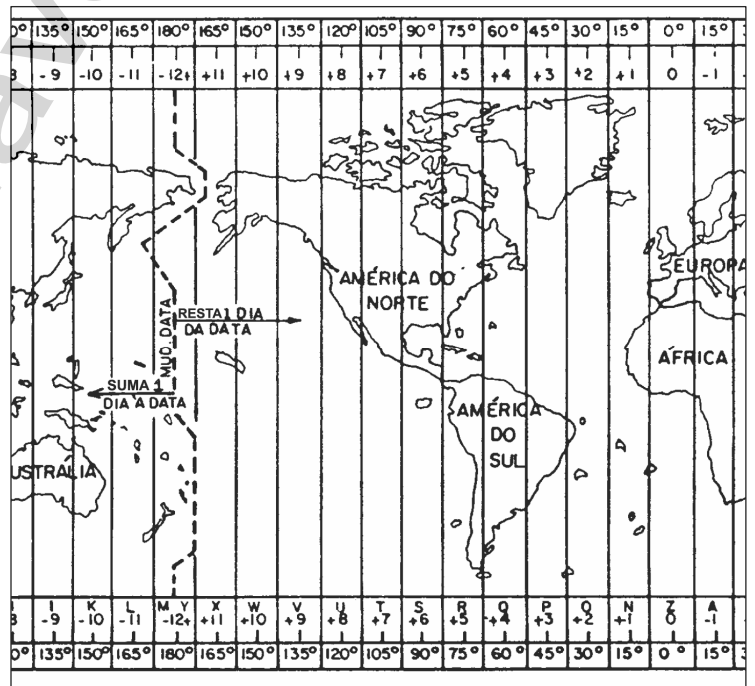 0° 135° 150° 165° 180° 165° 150° 135° 120° 105° 90° 75° 60° 45° 30° 15° 0° 15°
-9 -10 -11 -12+ +11 +10 +9 +8 +7 +6 +5 +4 +3 +2 +1 0 -1
EUROPA
AMÉRICA DO
NORTE
RESTA 1 DIA
DA DATA
MUD. DATA
ÁFRICA
SUMA 1
DIA A DATA
AMÉRICA
DO
SUL
USTRÁLIA
I K L M Y X W V U T S R Q P O N Z A
-9 -10 -11 -12+ +11 +10 +9 +8 +7 +6 +5 +4 +3 +2 +1 0 -1
0° 135° 150° 165° 180° 165° 150° 135° 120° 105° 90° 75° 60° 45° 30° 15° 0° 15°